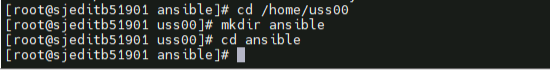 [root@sjeditb51901 ansible]# cd /home/uss00
[root@sjeditb51901 uss00]# mkdir ansible
[root@sjeditb51901 uss00]# cd ansible
[root@sjeditb51901 ansible]#